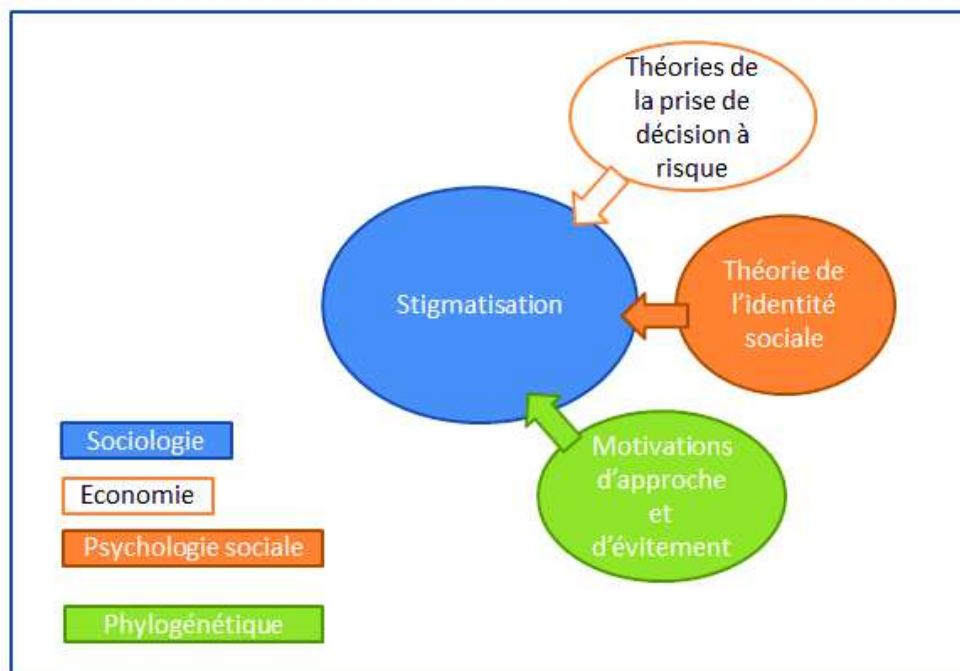 Théories de
la prise de
décision à
risque
Stigmatisation
Théorie de
l'identité
sociale
Motivations
d'approche
et
d'évitement
Sociologie
Economie
Psychologie sociale
Phylogénétique